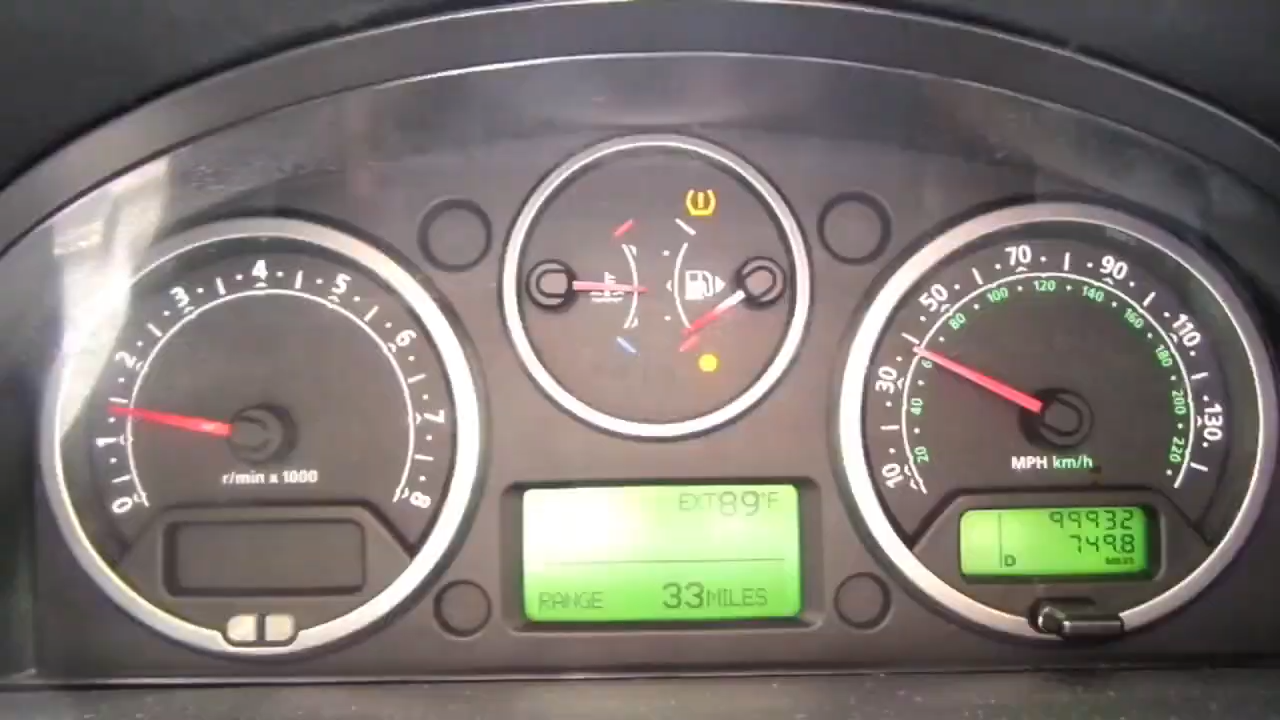 0 1 2 3 4 5 6 7 8
r/min x 1000
EXT 89°F
RANGE 33 MILES
10 30 50 70 90 110 130
20 40 60 80 100 120 140 160 180 200 220
MPH km/h
99932
749.8
D MILES